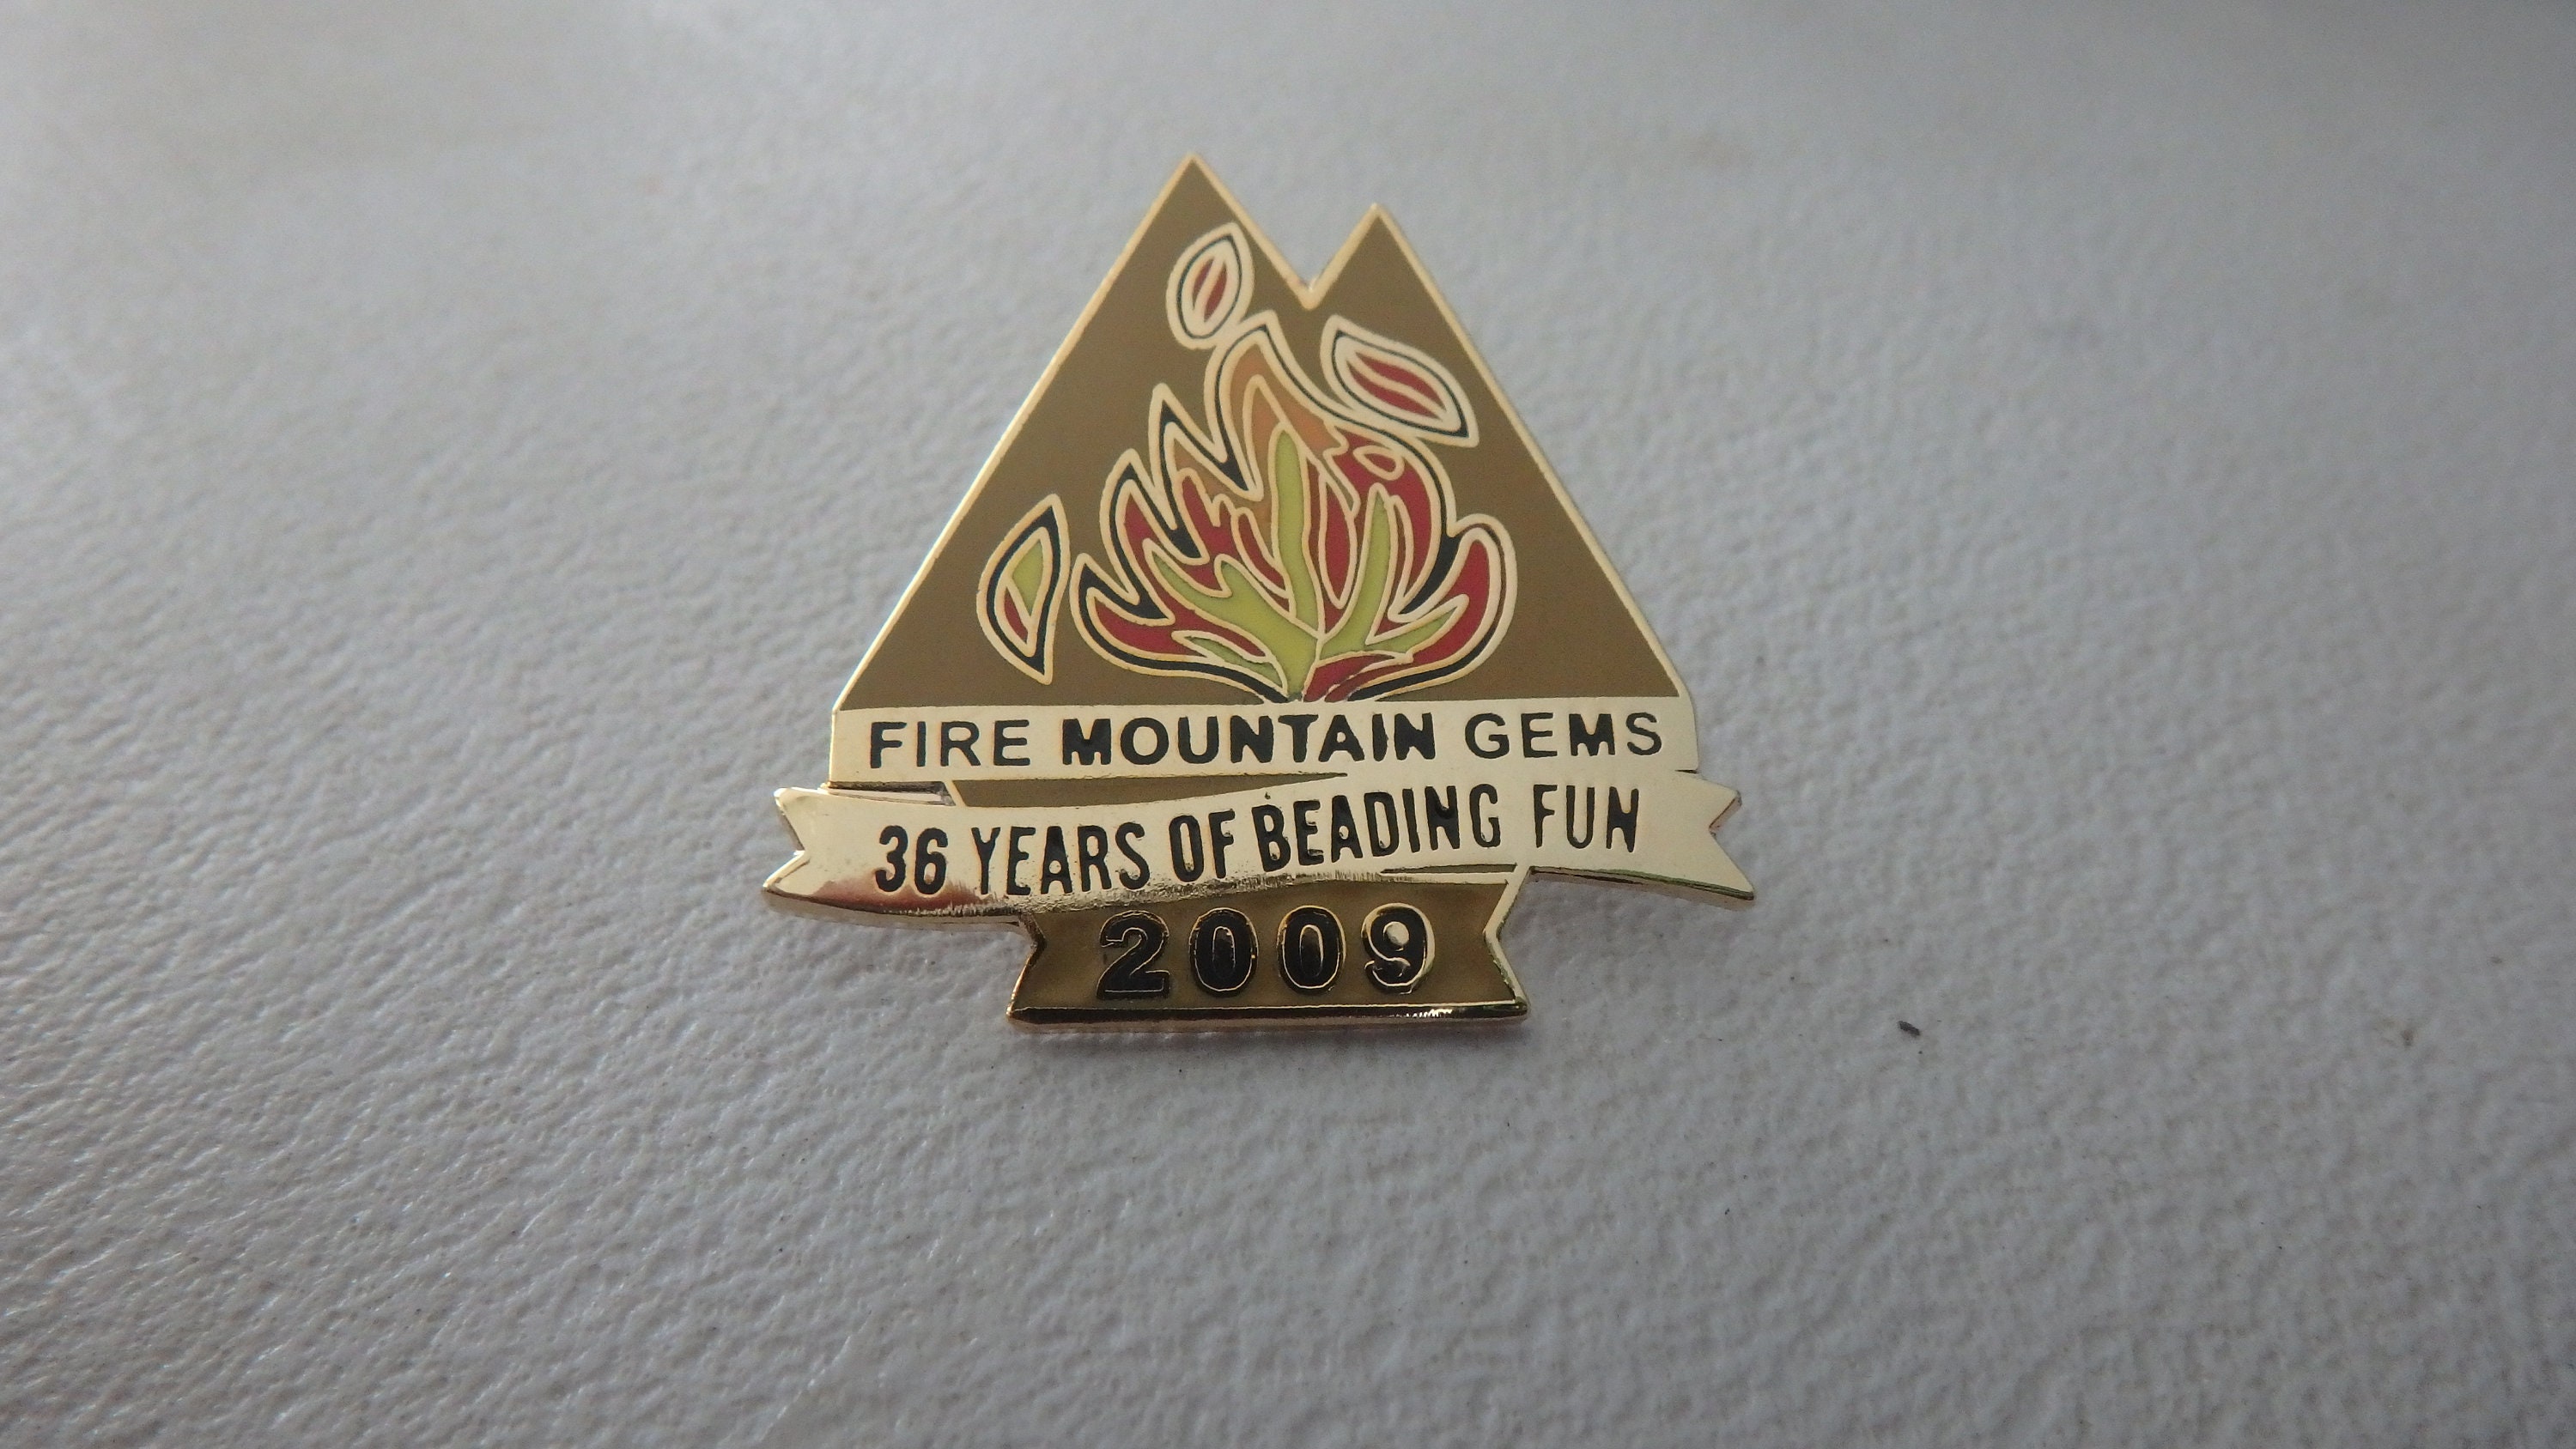 FIRE MOUNTAIN GEMS
36 YEARS OF BEADING FUN
2009